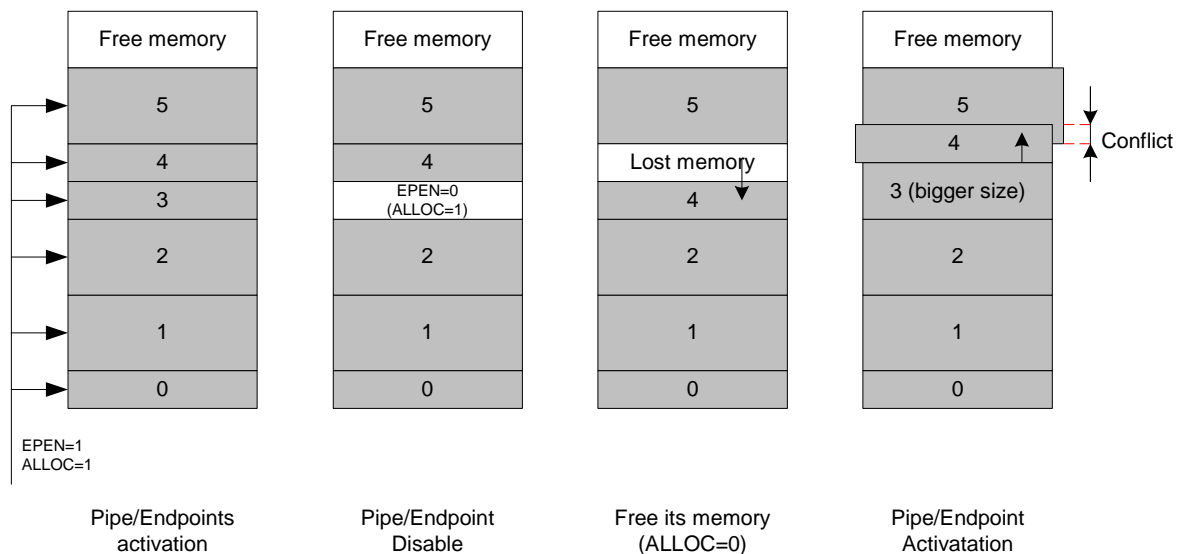 Free memory
5
4
3
2
1
0
EPEN=1
ALLOC=1
Pipe/Endpoints
activation
Free memory
5
4
EPEN=0
(ALLOC=1)
2
1
0
Pipe/Endpoint
Disable
Free memory
5
Lost memory
4
2
1
0
Free its memory
(ALLOC=0)
Free memory
5
4
Conflict
3 (bigger size)
2
1
0
Pipe/Endpoint
Activatation